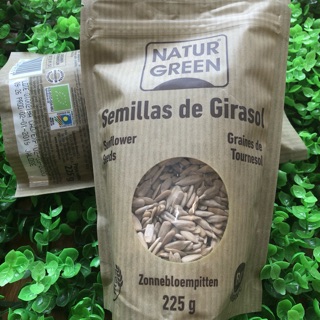 NATUR
GREEN
Semillas de Girasol
Sunflower
Seeds
Graines de
Tournesol
Zonnebloempitten
225 g